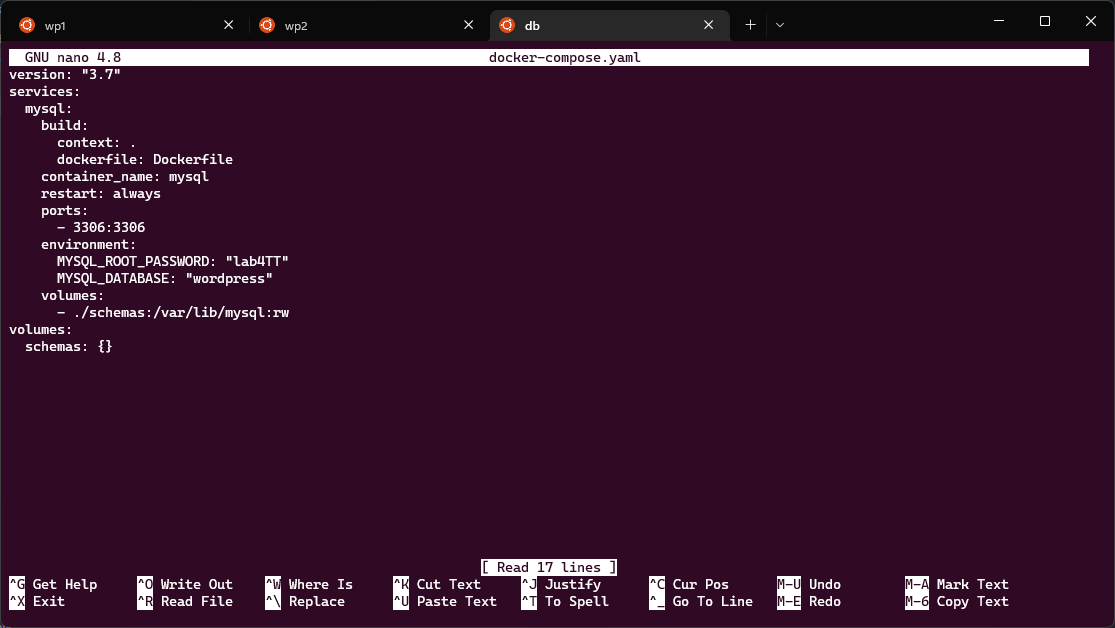 wp1
wp2
db
GNU nano 4.8 docker-compose.yaml
version: "3.7"
services:
  mysql:
    build:
      context: .
      dockerfile: Dockerfile
    container_name: mysql
    restart: always
    ports:
      - 3306:3306
    environment:
      MYSQL_ROOT_PASSWORD: "lab4TT"
      MYSQL_DATABASE: "wordpress"
    volumes:
      - ./schemas:/var/lib/mysql:rw
volumes:
  schemas: {}
[ Read 17 lines ]
^G Get Help ^O Write Out ^W Where Is ^K Cut Text ^J Justify ^C Cur Pos M-U Undo M-A Mark Text
^X Exit ^R Read File ^\ Replace ^U Paste Text ^T To Spell ^_ Go To Line M-E Redo M-6 Copy Text